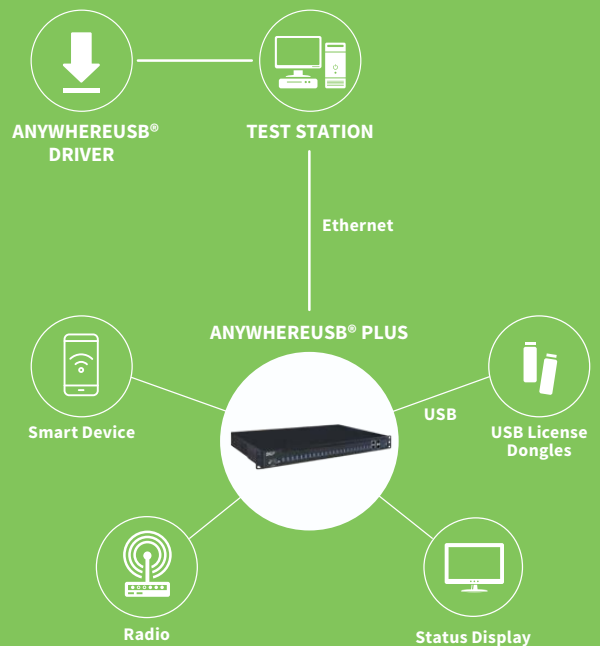 ANYWHEREUSB®
DRIVER
TEST STATION
Ethernet
ANYWHEREUSB® PLUS
Smart Device
USB
USB License
Dongles
Radio
Status Display